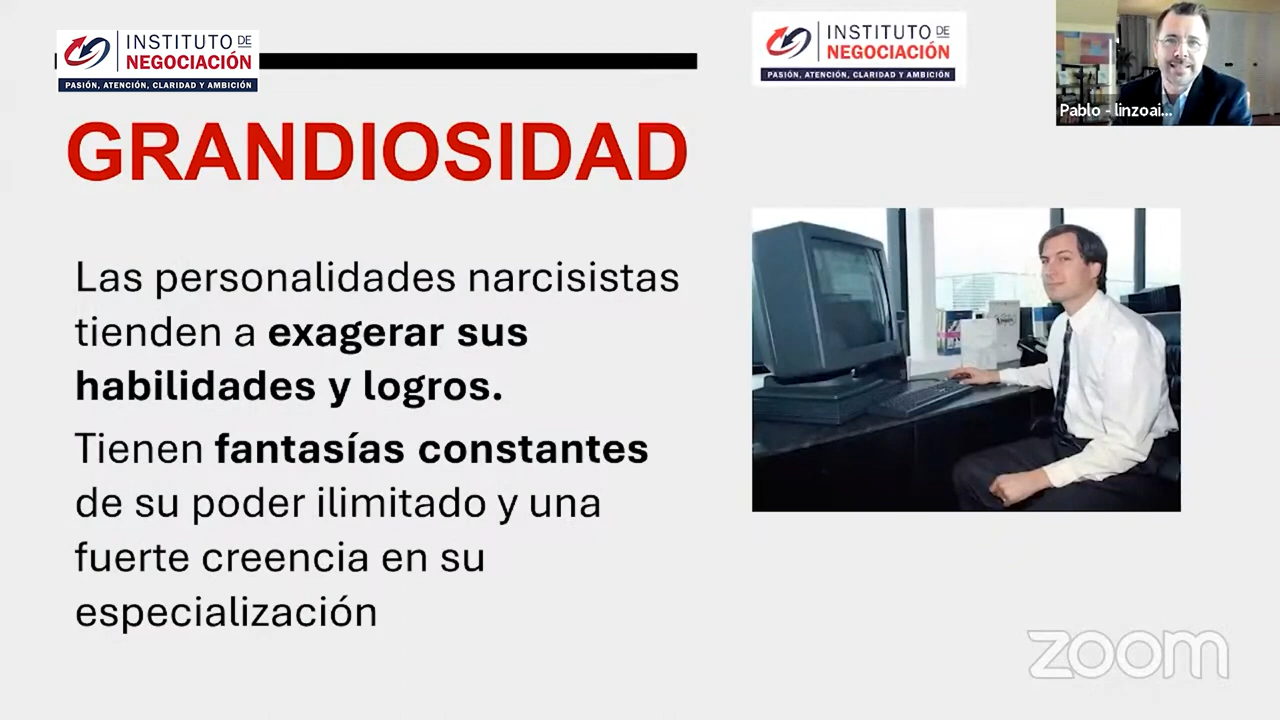 INSTITUTO DE
NEGOCIACIÓN
PASIÓN, ATENCIÓN, CLARIDAD Y AMBICIÓN
INSTITUTO DE
NEGOCIACIÓN
PASIÓN, ATENCIÓN, CLARIDAD Y AMBICIÓN
Pablo - linzoai...
GRANDIOSIDAD
Las personalidades narcisistas
tienden a exagerar sus
habilidades y logros.
Tienen fantasías constantes
de su poder ilimitado y una
fuerte creencia en su
especialización
zoom